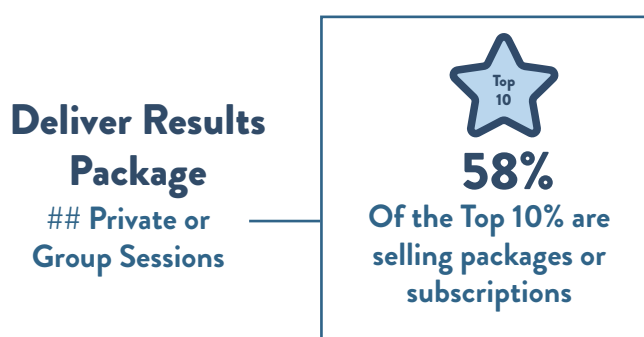 Deliver Results
Package
## Private or
Group Sessions
Top
10
58%
Of the Top 10% are
selling packages or
subscriptions